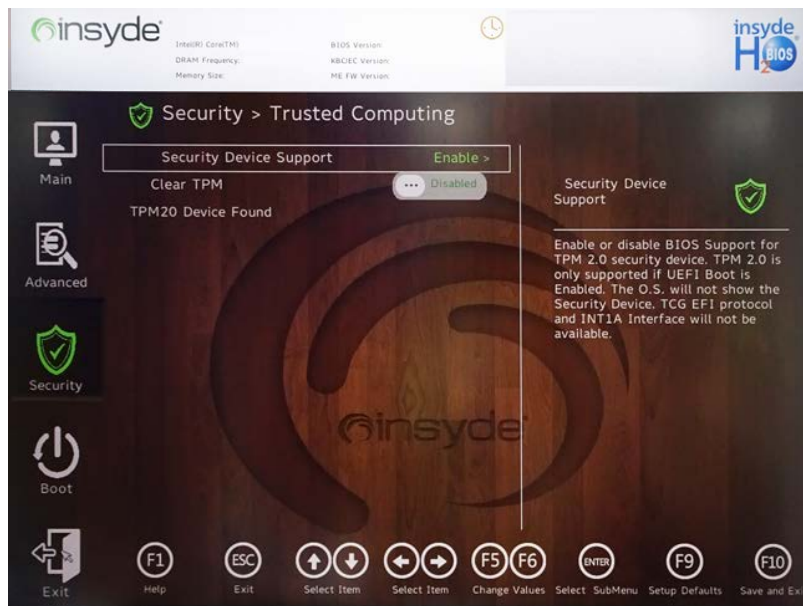 insyde
Intel(R) Core(TM)
DRAM Frequency:
Memory Size:
BIOS Version:
KBC/EC Version:
ME FW Version:
insyde
H2O BIOS
Security > Trusted Computing
Security Device Support Enable >
Clear TPM Disabled
TPM20 Device Found
Security Device
Support
Enable or disable BIOS Support for
TPM 2.0 security device. TPM 2.0 is
only supported if UEFI Boot is
Enabled. The O.S. will not show the
Security Device. TCG EFI protocol
and INT1A Interface will not be
available.
Main
Advanced
Security
Boot
Exit
insyde
F1
Help
ESC
Exit
Select Item
Select Item
F5 F6
Change Values
ENTER
Select SubMenu
F9
Setup Defaults
F10
Save and Ex